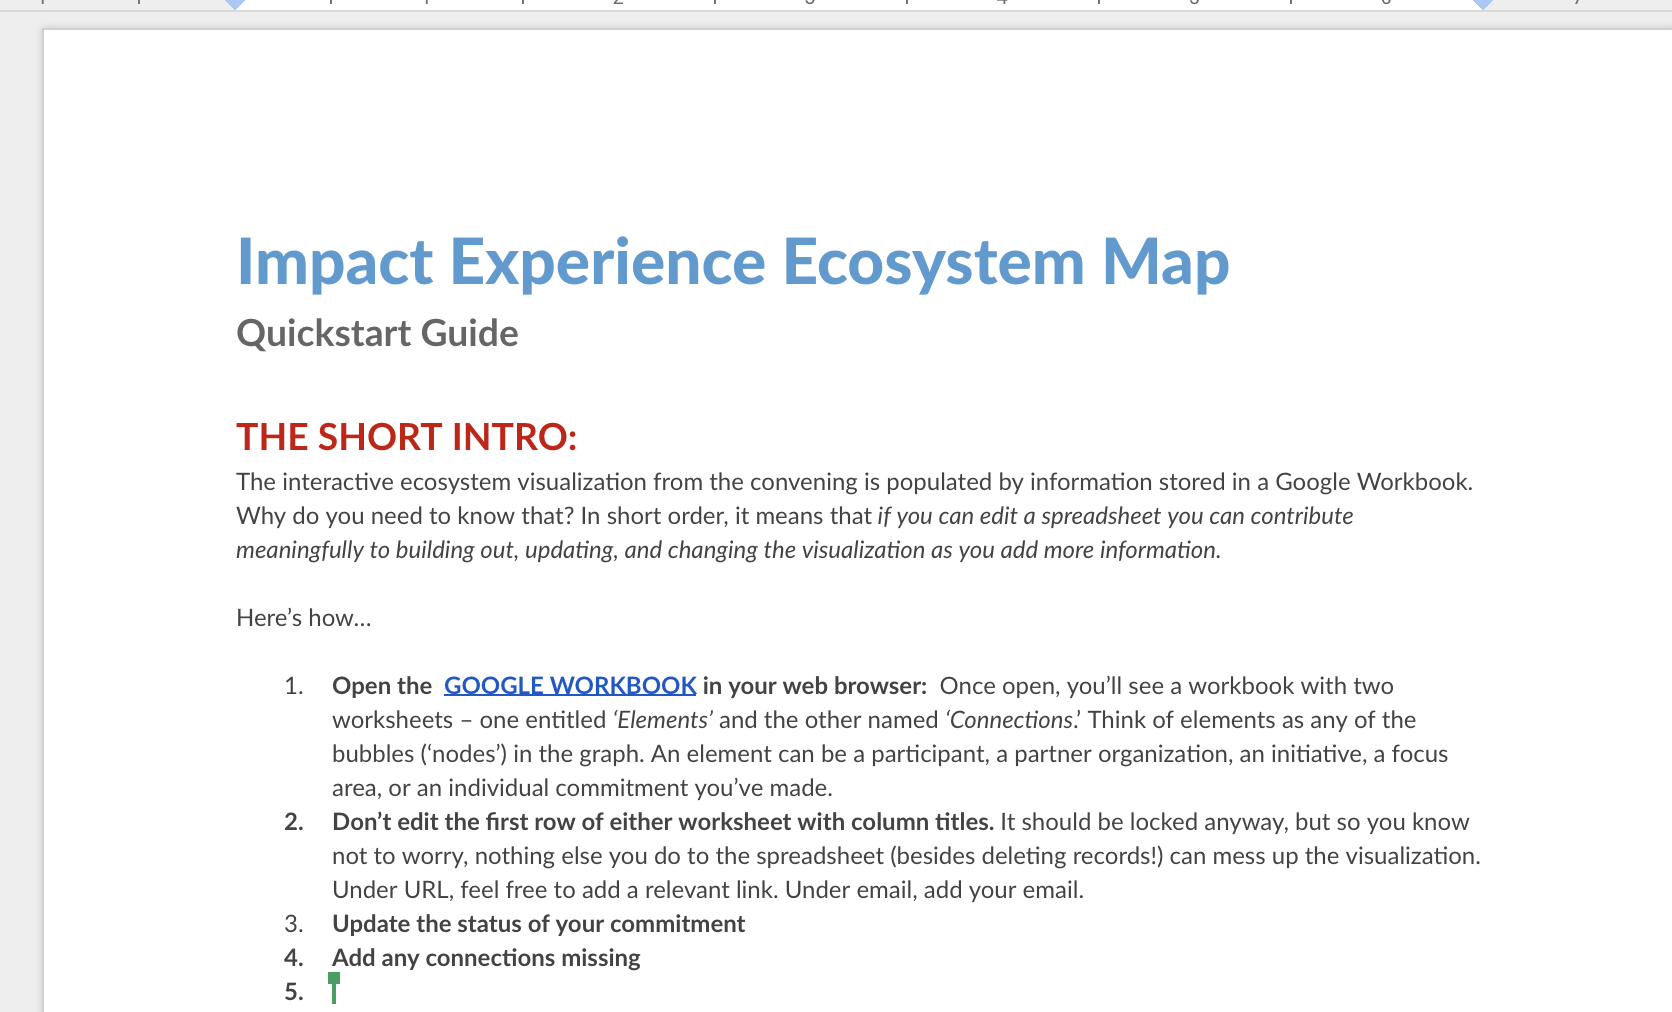 Impact Experience Ecosystem Map
Quickstart Guide
THE SHORT INTRO:
The interactive ecosystem visualization from the convening is populated by information stored in a Google Workbook.
Why do you need to know that? In short order, it means that if you can edit a spreadsheet you can contribute
meaningfully to building out, updating, and changing the visualization as you add more information.
Here’s how...
1. Open the GOOGLE WORKBOOK in your web browser: Once open, you’ll see a workbook with two
worksheets – one entitled ‘Elements’ and the other named ‘Connections.’ Think of elements as any of the
bubbles (‘nodes’) in the graph. An element can be a participant, a partner organization, an initiative, a focus
area, or an individual commitment you’ve made.
2. Don’t edit the first row of either worksheet with column titles. It should be locked anyway, but so you know
not to worry, nothing else you do to the spreadsheet (besides deleting records!) can mess up the visualization.
Under URL, feel free to add a relevant link. Under email, add your email.
3. Update the status of your commitment
4. Add any connections missing
5.